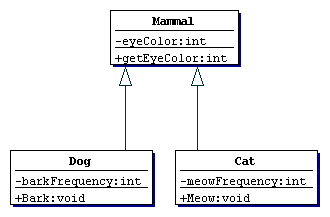 Mammal
-eyeColor:int
+getEyeColor:int
Dog
-barkFrequency:int
+Bark:void
Cat
-meowFrequency:int
+Meow:void